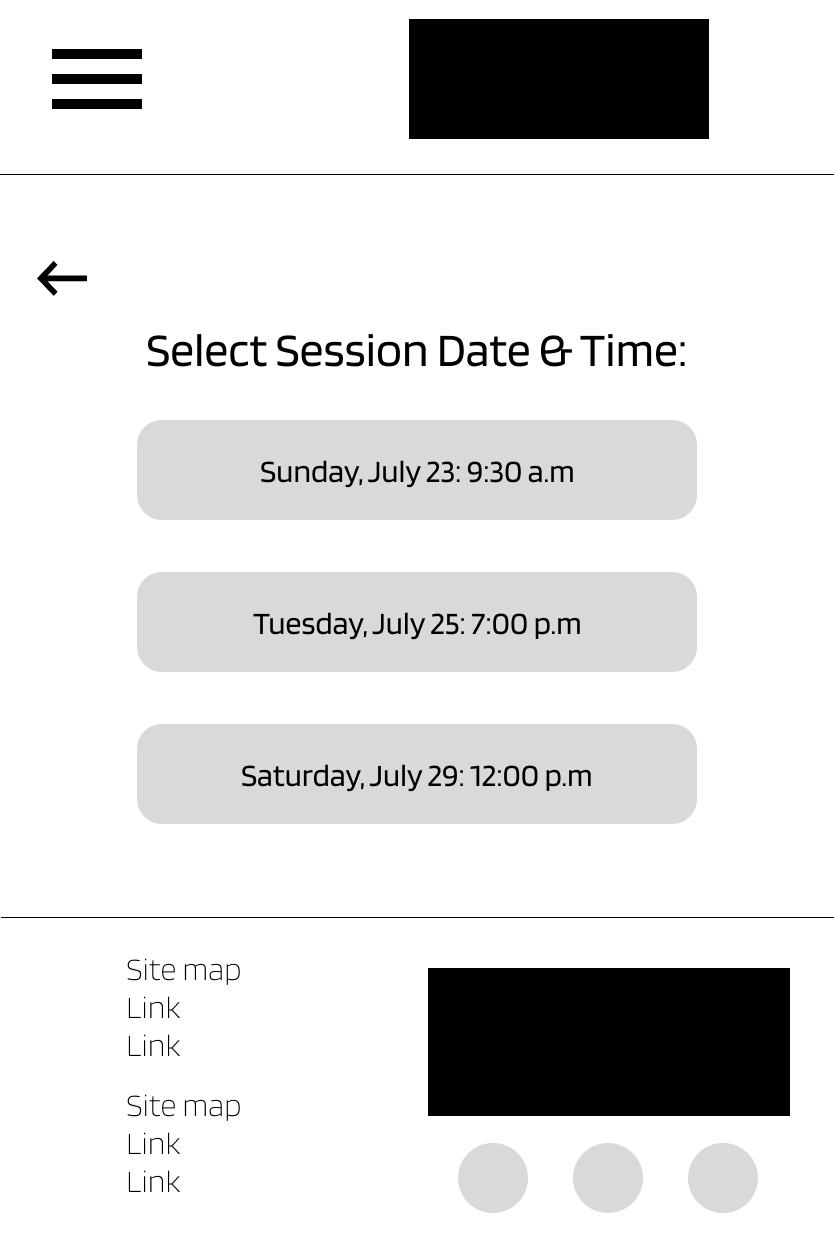 Select Session Date & Time:
Sunday, July 23: 9:30 a.m
Tuesday, July 25: 7:00 p.m
Saturday, July 29: 12:00 p.m
Site map
Link
Link
Site map
Link
Link